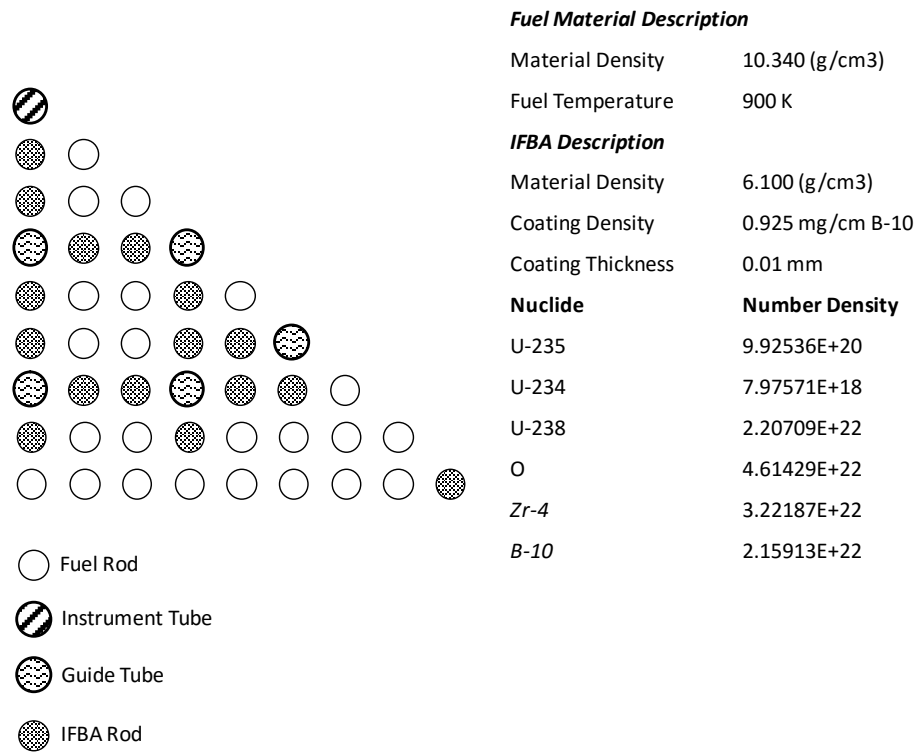 Fuel Material Description
Material Density 10.340 (g/cm3)
Fuel Temperature 900 K
IFBA Description
Material Density 6.100 (g/cm3)
Coating Density 0.925 mg/cm B-10
Coating Thickness 0.01 mm
Nuclide Number Density
U-235 9.92536E+20
U-234 7.97571E+18
U-238 2.20709E+22
O 4.61429E+22
Zr-4 3.22187E+22
B-10 2.15913E+22
Fuel Rod
Instrument Tube
Guide Tube
IFBA Rod